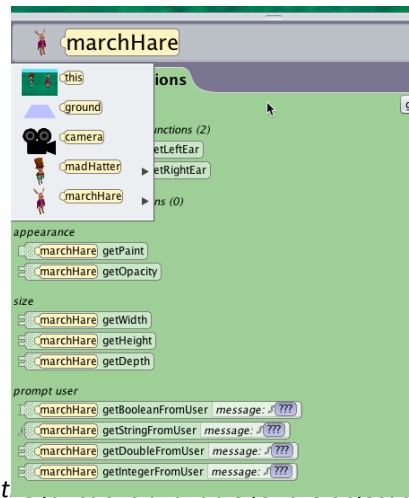 marchHare
this
ions
g
ground
unctions (2)
camera
etLeftEar
madHatter
etRightEar
marchHare
ns (0)
appearance
marchHare getPaint
marchHare getOpacity
size
marchHare getWidth
marchHare getHeight
marchHare getDepth
prompt user
marchHare getBooleanFromUser message: ???
marchHare getStringFromUser message: ???
marchHare getDoubleFromUser message: ???
marchHare getIntegerFromUser message: ???